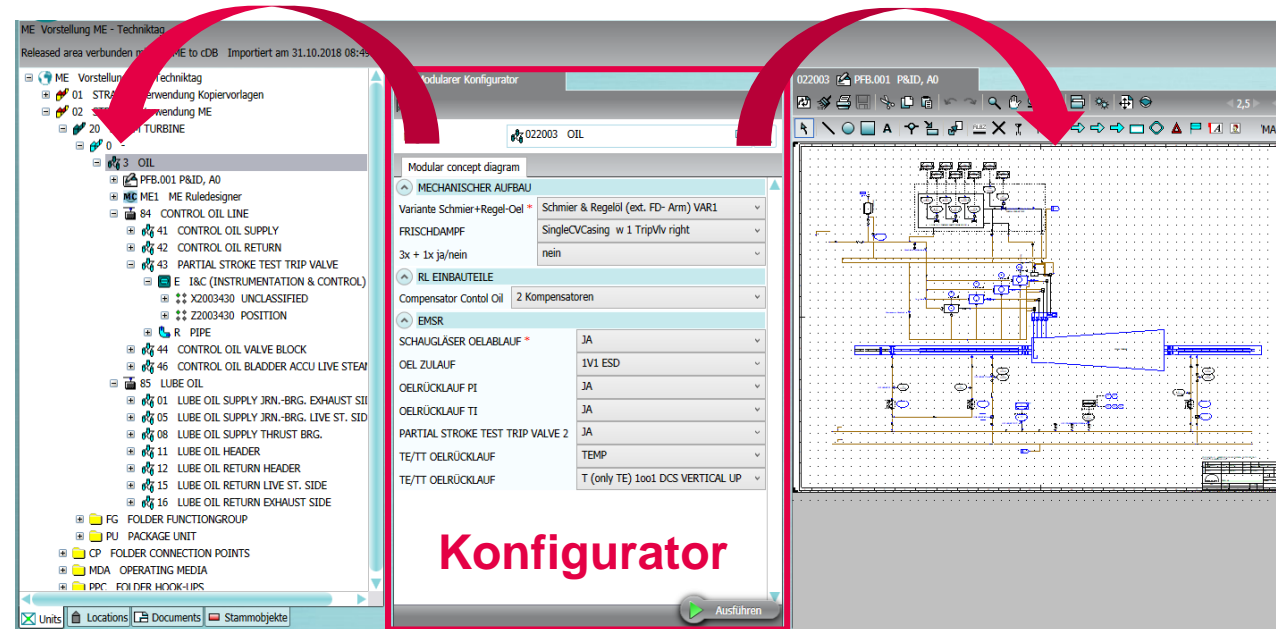 ME Vorstellung ME - Techniktag
Released area verbunden ME to cDB Importiert am 31.10.2018 08:4
ME Vorstellun Techniktag
01 STRA rwendung Kopiervorlagen
02 ST wendung ME
20 TURBINE
0 -
3 OIL
PFB.001 P&ID, A0
MC ME1 ME Ruledesigner
84 CONTROL OIL LINE
41 CONTROL OIL SUPPLY
42 CONTROL OIL RETURN
43 PARTIAL STROKE TEST TRIP VALVE
E I&C (INSTRUMENTATION & CONTROL)
X2003430 UNCLASSIFIED
Z2003430 POSITION
R PIPE
44 CONTROL OIL VALVE BLOCK
46 CONTROL OIL BLADDER ACCU LIVE STEA
85 LUBE OIL
01 LUBE OIL SUPPLY JRN.-BRG. EXHAUST SI
05 LUBE OIL SUPPLY JRN.-BRG. LIVE ST. SID
08 LUBE OIL SUPPLY THRUST BRG.
11 LUBE OIL HEADER
12 LUBE OIL RETURN HEADER
15 LUBE OIL RETURN LIVE ST. SIDE
16 LUBE OIL RETURN EXHAUST SIDE
FG FOLDER FUNCTIONGROUP
PU PACKAGE UNIT
CP FOLDER CONNECTION POINTS
MDA OPERATING MEDIA
PPC FOLDER HOOK-UPS
Units Locations Documents Stammobjekte
Modularer Konfigurator
022003 OIL
Modular concept diagram
MECHANISCHER AUFBAU
Variante Schmier+Regel-Oel * Schmier & Regelöl (ext. FD- Arm) VAR1
FRISCHDAMPF SingleCVCasing w 1 TripVlv right
3x + 1x ja/nein nein
RL EINBAUTEILE
Compensator Contol Oil 2 Kompensatoren
EMSR
SCHAUGLÄSER OELABLAUF * JA
OEL ZULAUF 1V1 ESD
OELRÜCKLAUF PI JA
OELRÜCKLAUF TI JA
PARTIAL STROKE TEST TRIP VALVE 2 JA
TE/TT OELRÜCKLAUF TEMP
TE/TT OELRÜCKLAUF T (only TE) 1oo1 DCS VERTICAL UP
Konfigurator
Ausführen
022003 PFB.001 P&ID, A0
2,5
A 'MA